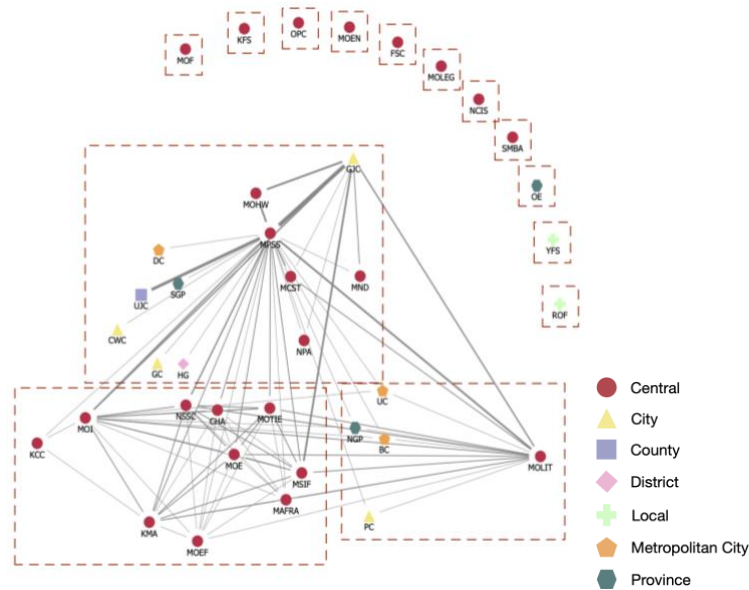 OPC
KFS
MOEN
MOF
FSC
MOLEG
NCIS
SMBA
OE
YFS
ROF
GJC
MOHW
MPSS
DC
SGP
MCST
MND
UJC
CWC
NPA
GC
HG
UC
NSSC
CHA
MOTIE
MOI
NGP
BC
KCC
MOE
MOLIT
MSIF
MAFRA
PC
KMA
MOEF
Central
City
County
District
Local
Metropolitan City
Province